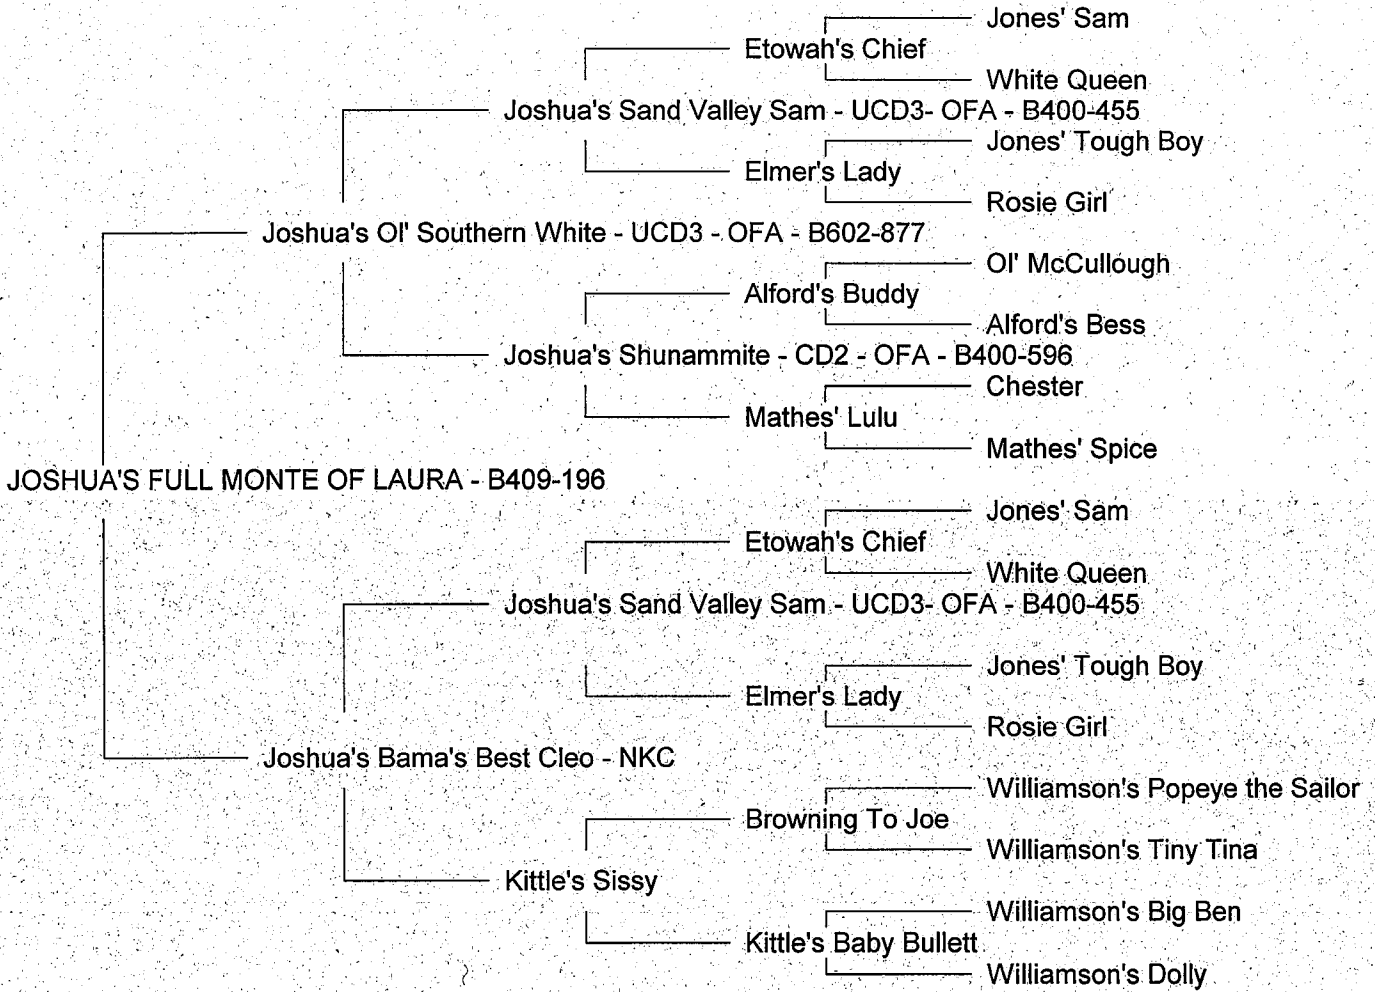 Jones' Sam
Etowah's Chief
White Queen
Joshua's Sand Valley Sam - UCD3- OFA - B400-455
Jones' Tough Boy
Elmer's Lady
Rosie Girl
Joshua's Ol' Southern White - UCD3 - OFA - B602-877
Ol' McCullough
Alford's Buddy
Alford's Bess
Joshua's Shunammite - CD2 - OFA - B400-596
Chester
Mathes' Lulu
Mathes' Spice
JOSHUA'S FULL MONTE OF LAURA - B409-196
Jones' Sam
Etowah's Chief
White Queen
Joshua's Sand Valley Sam - UCD3- OFA - B400-455
Jones' Tough Boy
Elmer's Lady
Rosie Girl
Joshua's Bama's Best Cleo - NKC
Williamson's Popeye the Sailor
Browning To Joe
Williamson's Tiny Tina
Kittle's Sissy
Williamson's Big Ben
Kittle's Baby Bullett
Williamson's Dolly